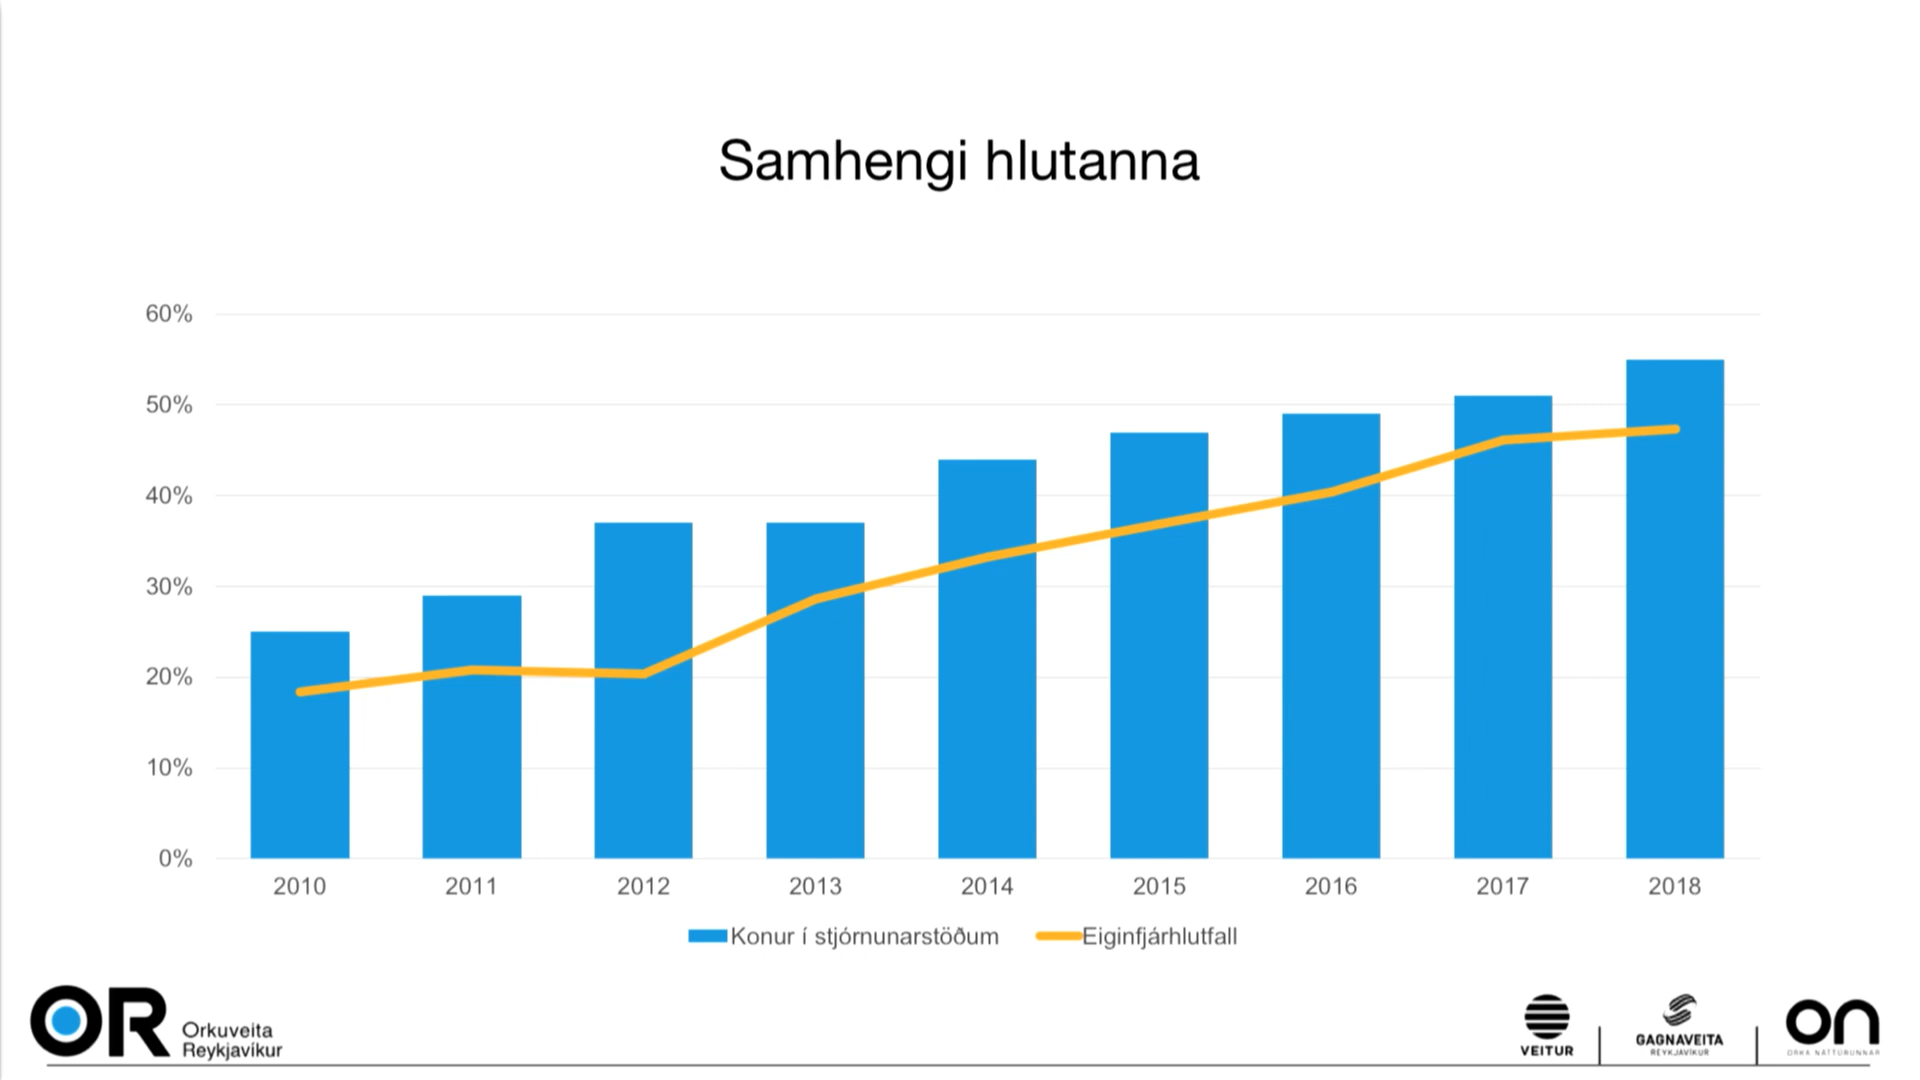 Samhengi hlutanna
60%
50%
40%
30%
20%
10%
0%
2010 2011 2012 2013 2014 2015 2016 2017 2018
Konur í stjórnunarstöðum Eiginfjárhlutfall
OR Orkuveita
Reykjavíkur
VEITUR
GAGNAVEITA
REYKJAVÍKUR
on
ORKA NÁTTÚRUNNAR